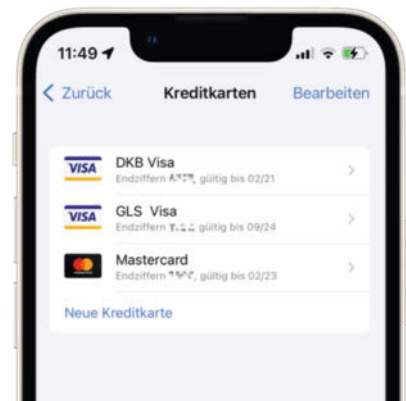 11:49
Zurück
Kreditkarten
Bearbeiten
VISA
DKB Visa
Endziffern , gültig bis 02/21
VISA
GLS Visa
Endziffern gültig bis 09/24
Mastercard
Endziffern , gültig bis 02/23
Neue Kreditkarte